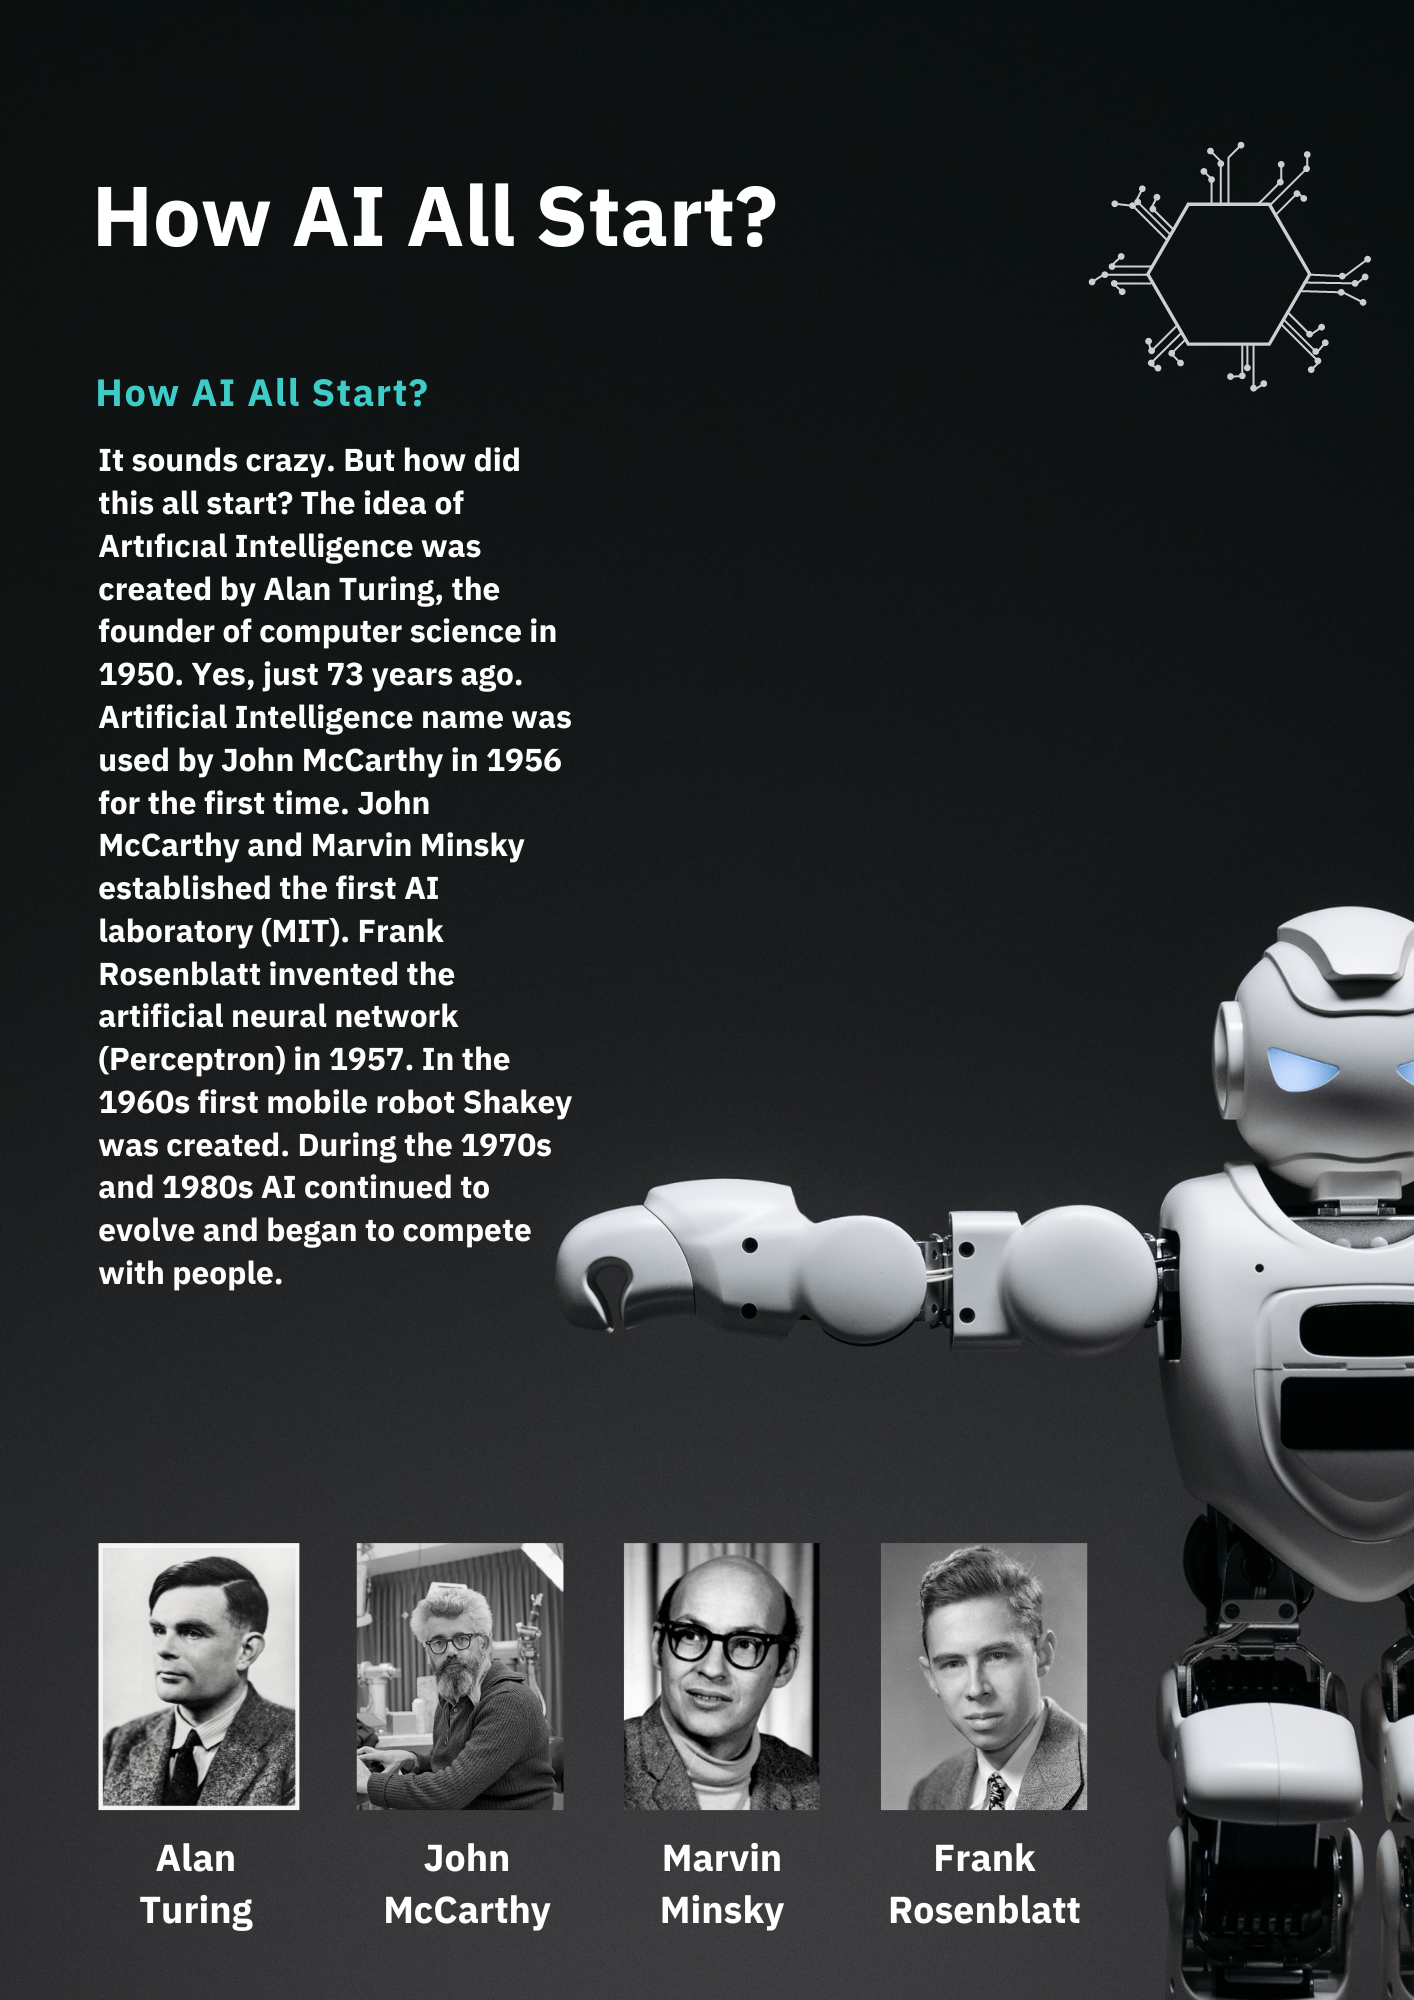 How AI All Start?
How AI All Start?
It sounds crazy. But how did
this all start? The idea of
Artıfıcıal Intelligence was
created by Alan Turing, the
founder of computer science in
1950. Yes, just 73 years ago.
Artificial Intelligence name was
used by John McCarthy in 1956
for the first time. John
McCarthy and Marvin Minsky
established the first AI
laboratory (MIT). Frank
Rosenblatt invented the
artificial neural network
(Perceptron) in 1957. In the
1960s first mobile robot Shakey
was created. During the 1970s
and 1980s AI continued to
evolve and began to compete
with people.
Alan
Turing
John
McCarthy
Marvin
Minsky
Frank
Rosenblatt